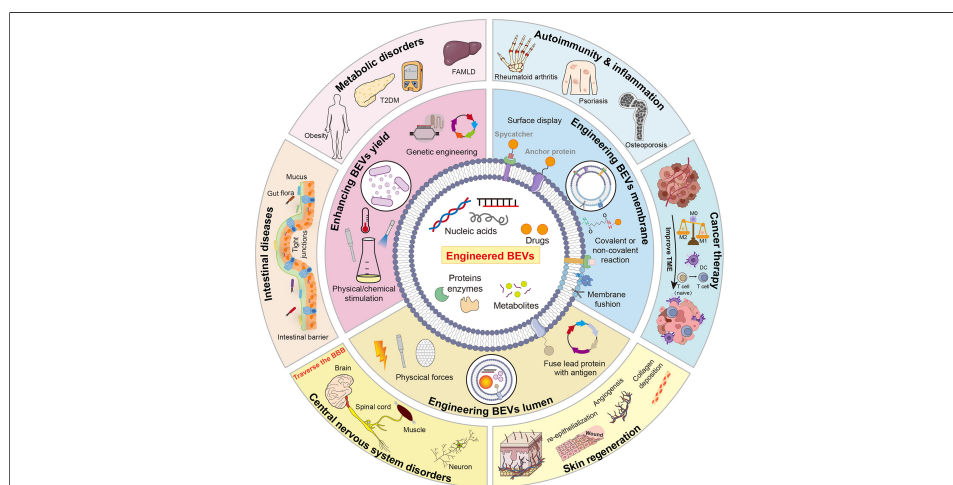 Metabolic disorders
FAMLD
T2DM
Obesity
Autoimmunity & inflammation
Rheumatoid arthritis
Psoriasis
Osteoporosis
Enhancing BEVs yield
Genetic engineering
Physical/chemical
stimulation
Engineering BEVs membrane
Surface display
Spycatcher
Anchor protein
Covalent or
non-covalent
reaction
Membrane
fushion
Intestinal diseases
Mucus
Gut flora
Tight
junctions
Intestinal barrier
Nucleic acids
Drugs
Engineered BEVs
Proteins
enzymes
Metabolites
Cancer therapy
Improve TME
M0
M2
M1
DC
T cell
(naive)
T cell
Engineering BEVs lumen
Physcical forces
Fuse lead protein
with antigen
Central nervous system disorders
Traverse the BBB
Brain
Spinal cord
Muscle
Neuron
Skin regeneration
re-epithelialization
Wound
Angiongensis
Collagen
deposition